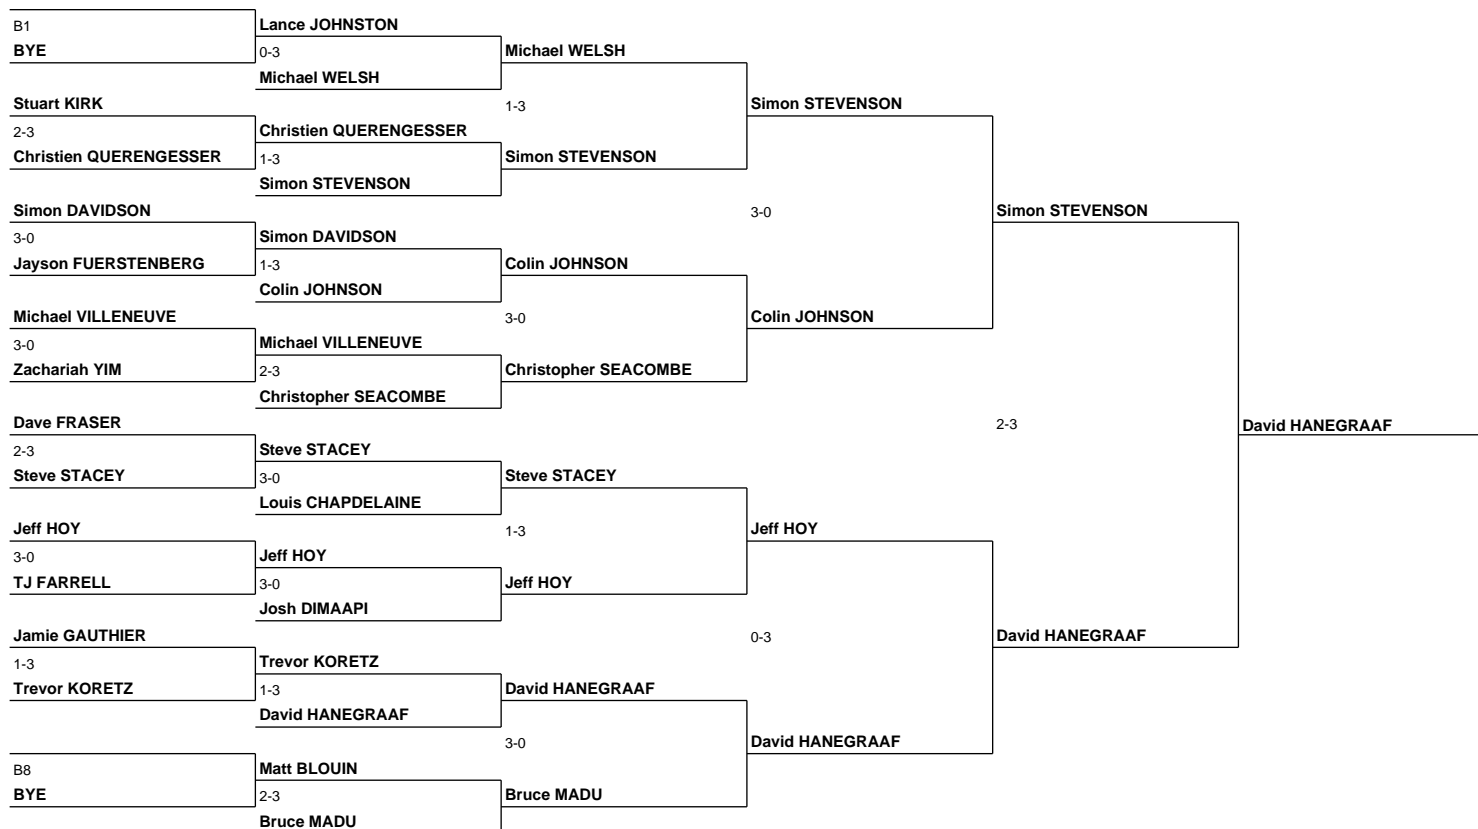 B1
BYE
Stuart KIRK
2-3
Christien QUERENGESSER
Simon DAVIDSON
3-0
Jayson FUERSTENBERG
Michael VILLENEUVE
3-0
Zachariah YIM
Dave FRASER
2-3
Steve STACEY
Jeff HOY
3-0
TJ FARRELL
Jamie GAUTHIER
1-3
Trevor KORETZ
B8
BYE
Lance JOHNSTON
0-3
Michael WELSH
Christien QUERENGESSER
1-3
Simon STEVENSON
Simon DAVIDSON
1-3
Colin JOHNSON
Michael VILLENEUVE
2-3
Christopher SEACOMBE
Steve STACEY
3-0
Louis CHAPDELAINE
Jeff HOY
3-0
Josh DIMAAPI
Trevor KORETZ
1-3
David HANEGRAAF
Matt BLOUIN
2-3
Bruce MADU
Michael WELSH
1-3
Simon STEVENSON
Colin JOHNSON
3-0
Christopher SEACOMBE
Steve STACEY
1-3
Jeff HOY
David HANEGRAAF
3-0
Bruce MADU
Simon STEVENSON
3-0
Colin JOHNSON
Jeff HOY
0-3
David HANEGRAAF
Simon STEVENSON
2-3
David HANEGRAAF
David HANEGRAAF